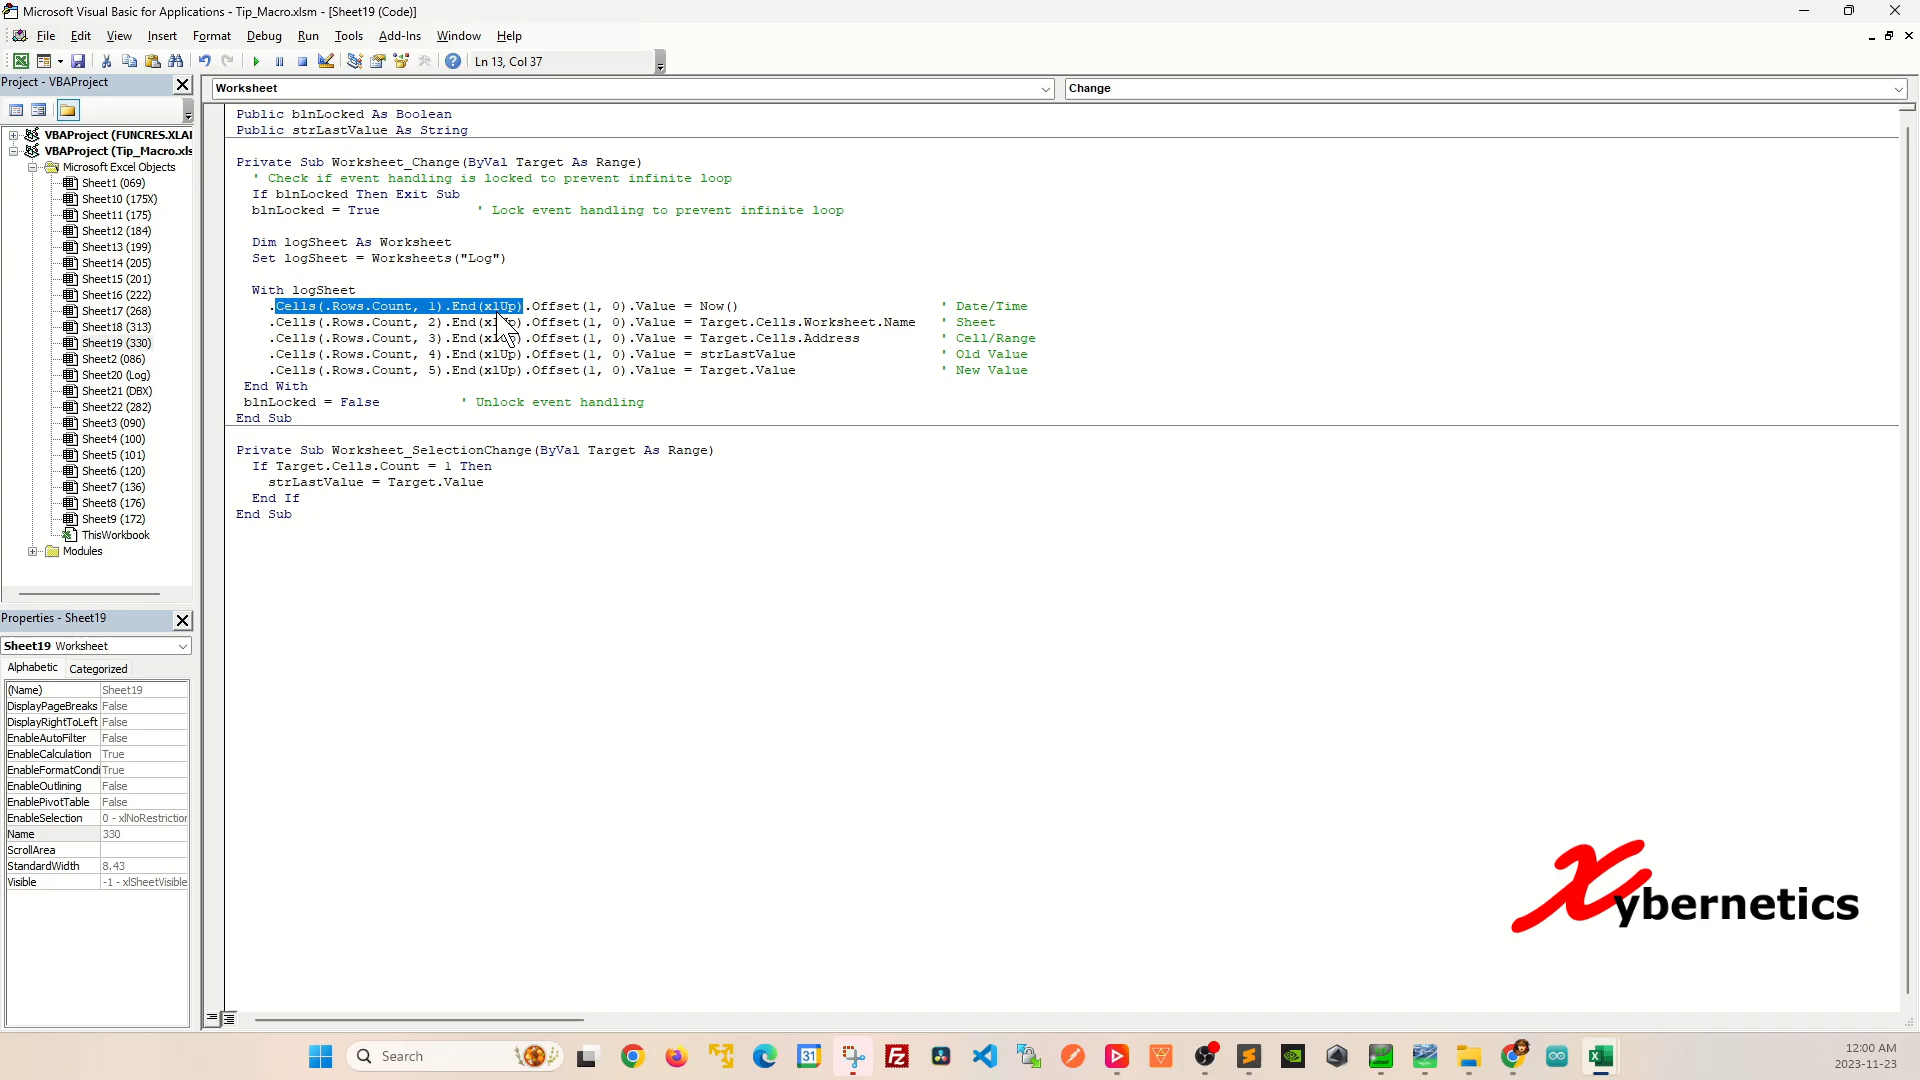 Microsoft Visual Basic for Applications - Tip_Macro.xlsm - [Sheet19 (Code)]
File Edit View Insert Format Debug Run Tools Add-Ins Window Help
Ln 13, Col 37
Project - VBAProject
VBAProject (FUNCRES.XLAI
VBAProject (Tip_Macro.xls
Microsoft Excel Objects
Sheet1 (069)
Sheet10 (175X)
Sheet11 (175)
Sheet12 (184)
Sheet13 (199)
Sheet14 (205)
Sheet15 (201)
Sheet16 (222)
Sheet17 (268)
Sheet18 (313)
Sheet19 (330)
Sheet2 (086)
Sheet20 (Log)
Sheet21 (DBX)
Sheet22 (282)
Sheet3 (090)
Sheet4 (100)
Sheet5 (101)
Sheet6 (120)
Sheet7 (136)
Sheet8 (176)
Sheet9 (172)
ThisWorkbook
Modules
Properties - Sheet19
Sheet19 Worksheet
Alphabetic Categorized
(Name) Sheet19
DisplayPageBreaks False
DisplayRightToLeft False
EnableAutoFilter False
EnableCalculation True
EnableFormatCondi True
EnableOutlining False
EnablePivotTable False
EnableSelection 0 - xlNoRestriction
Name 330
ScrollArea
StandardWidth 8.43
Visible -1 - xlSheetVisible
Worksheet Change
Public blnLocked As Boolean
Public strLastValue As String
Private Sub Worksheet_Change(ByVal Target As Range)
' Check if event handling is locked to prevent infinite loop
If blnLocked Then Exit Sub
blnLocked = True ' Lock event handling to prevent infinite loop
Dim logSheet As Worksheet
Set logSheet = Worksheets("Log")
With logSheet
.Cells(.Rows.Count, 1).End(xlUp).Offset(1, 0).Value = Now() ' Date/Time
.Cells(.Rows.Count, 2).End(xlUp).Offset(1, 0).Value = Target.Cells.Worksheet.Name ' Sheet
.Cells(.Rows.Count, 3).End(xlUp).Offset(1, 0).Value = Target.Cells.Address ' Cell/Range
.Cells(.Rows.Count, 4).End(xlUp).Offset(1, 0).Value = strLastValue ' Old Value
.Cells(.Rows.Count, 5).End(xlUp).Offset(1, 0).Value = Target.Value ' New Value
End With
blnLocked = False ' Unlock event handling
End Sub
Private Sub Worksheet_SelectionChange(ByVal Target As Range)
If Target.Cells.Count = 1 Then
strLastValue = Target.Value
End If
End Sub
Xybernetics
Search
31
12:00 AM
2023-11-23